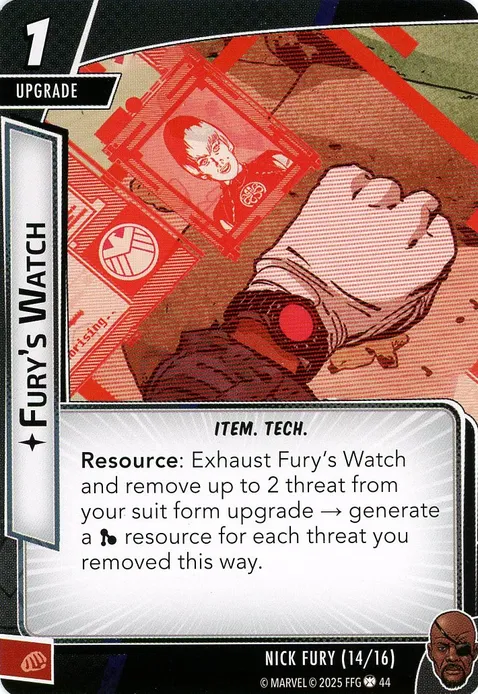 1
UPGRADE
FURY'S WATCH
rising..
ITEM. TECH.
Resource: Exhaust Fury's Watch
and remove up to 2 threat from
your suit form upgrade → generate
a resource for each threat you
removed this way.
NICK FURY (14/16)
© MARVEL © 2025 FFG 44